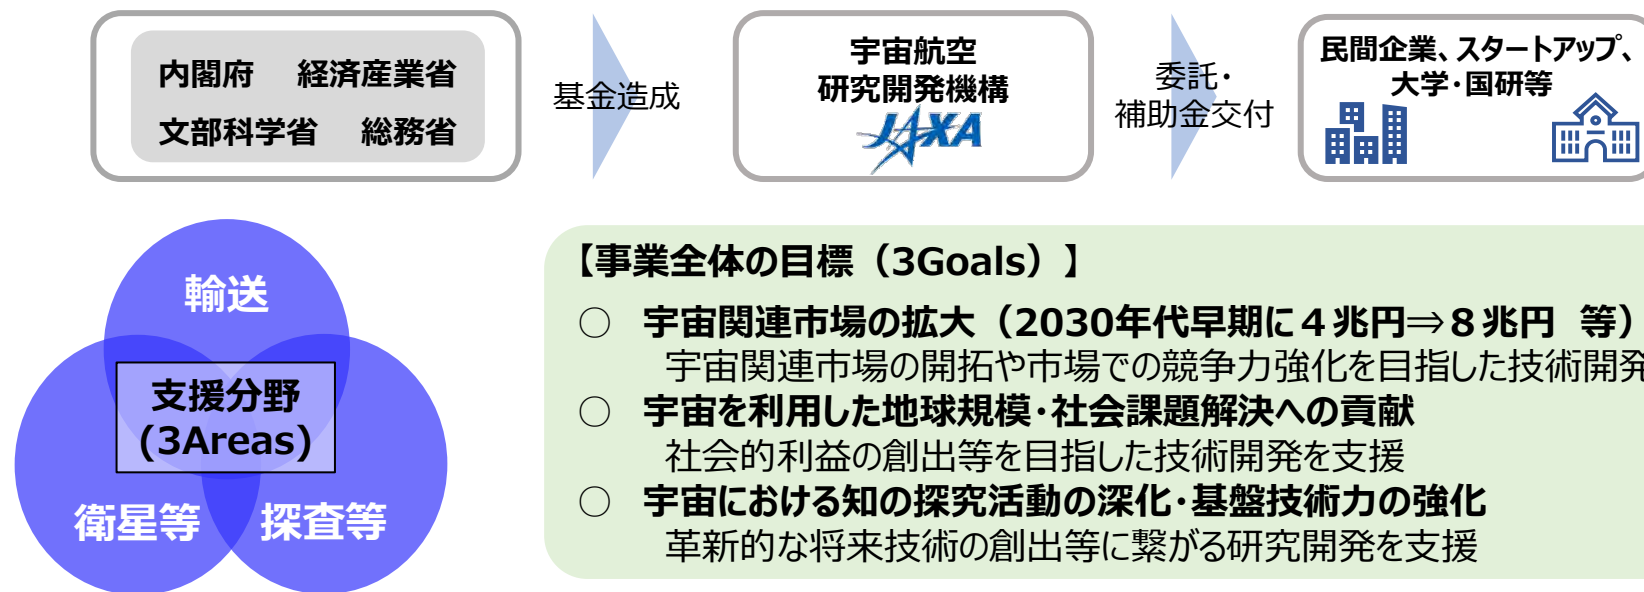 内閣府　経済産業省
文部科学省　総務省
基金造成
宇宙航空
研究開発機構
JAXA
委託・
補助金交付
民間企業、スタートアップ、
大学・国研等
輸送
支援分野
(3Areas)
衛星等　探査等
【事業全体の目標（3Goals）】
○　宇宙関連市場の拡大（2030年代早期に４兆円⇒８兆円　等）
宇宙関連市場の開拓や市場での競争力強化を目指した技術開発
○　宇宙を利用した地球規模・社会課題解決への貢献
社会的利益の創出等を目指した技術開発を支援
○　宇宙における知の探究活動の深化・基盤技術力の強化
革新的な将来技術の創出等に繋がる研究開発を支援